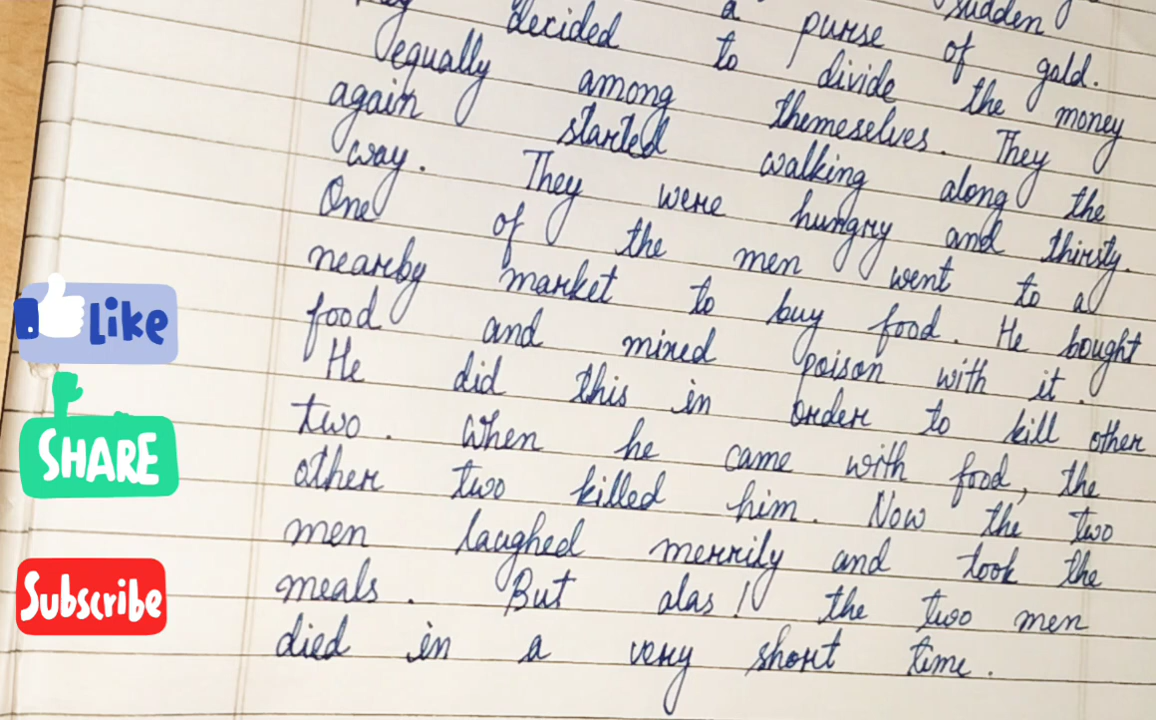 sudden
a purse of gold.
decided to divide the money
equally among themeselves. They
again started walking along the
way. They were hungry and thirsty.
One of the men went to a
nearby market to buy food. He bought
food and mixed poison with it.
He did this in order to kill other
two. When he came with food, the
other two killed him. Now the two
men laughed merrily and took the
meals. But alas! the two men
died in a very short time.
Like
SHARE
Subscribe